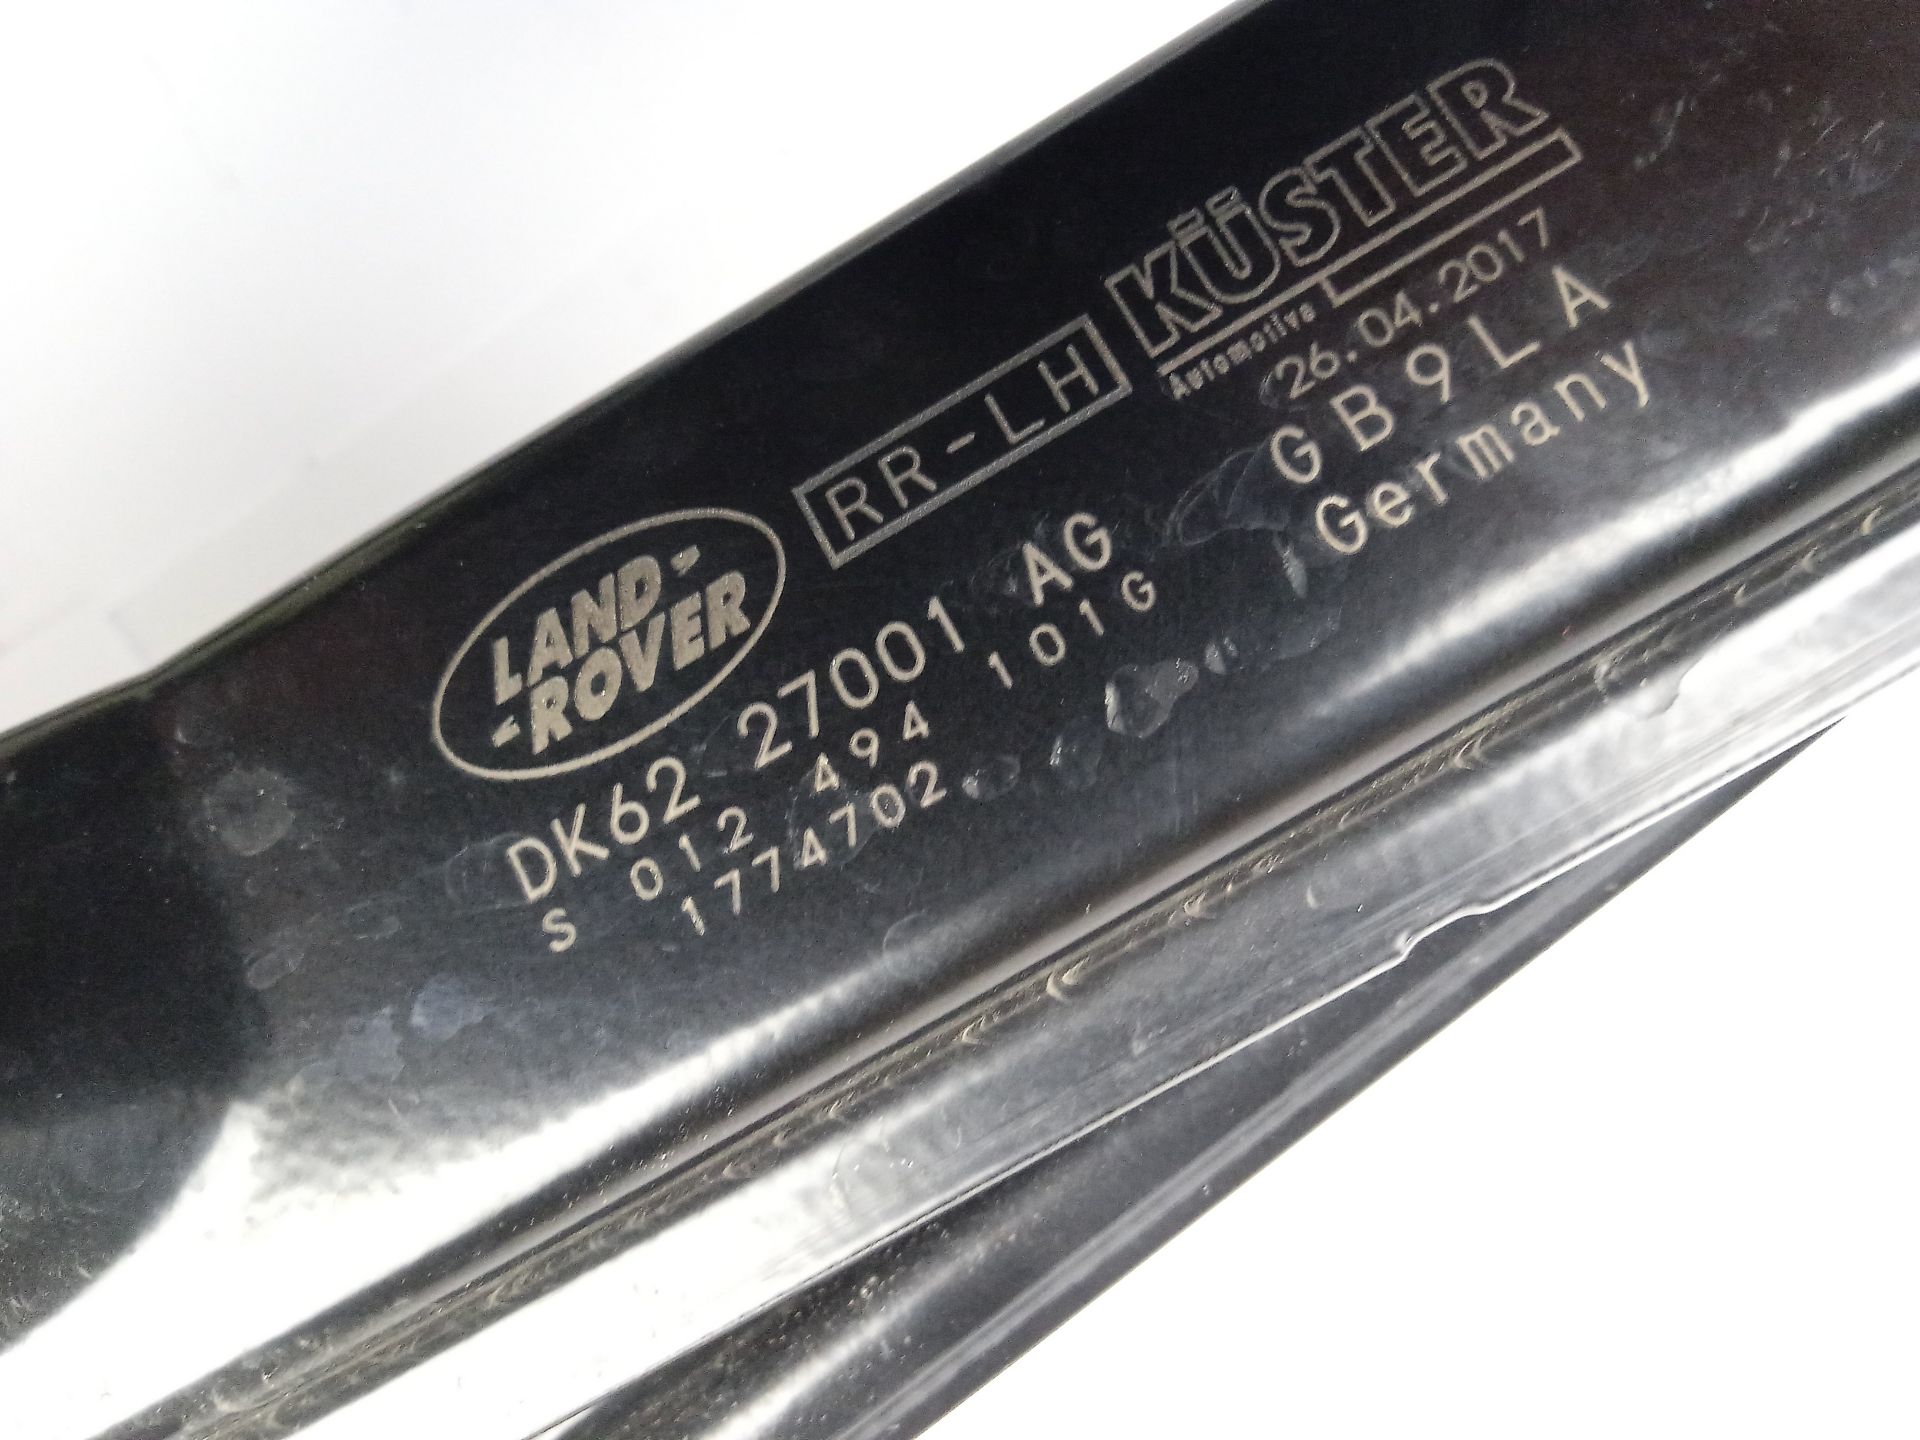 LAND-
-ROVER
RR-LH
KÜSTER
Automotive
26.04.2017
DK62 27001 AG
GB9LA
S 012 494 101G
Germany
1774702